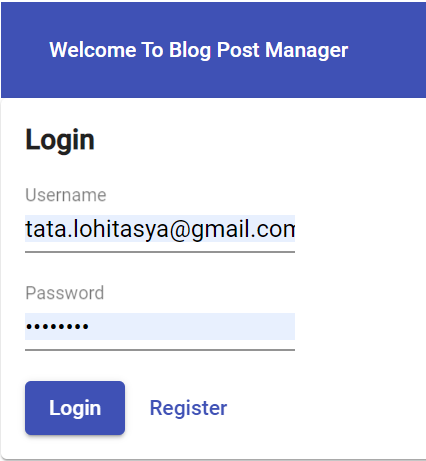 Welcome To Blog Post Manager
Login
Username
tata.lohitasya@gmail.com
Password
••••••••
Login
Register